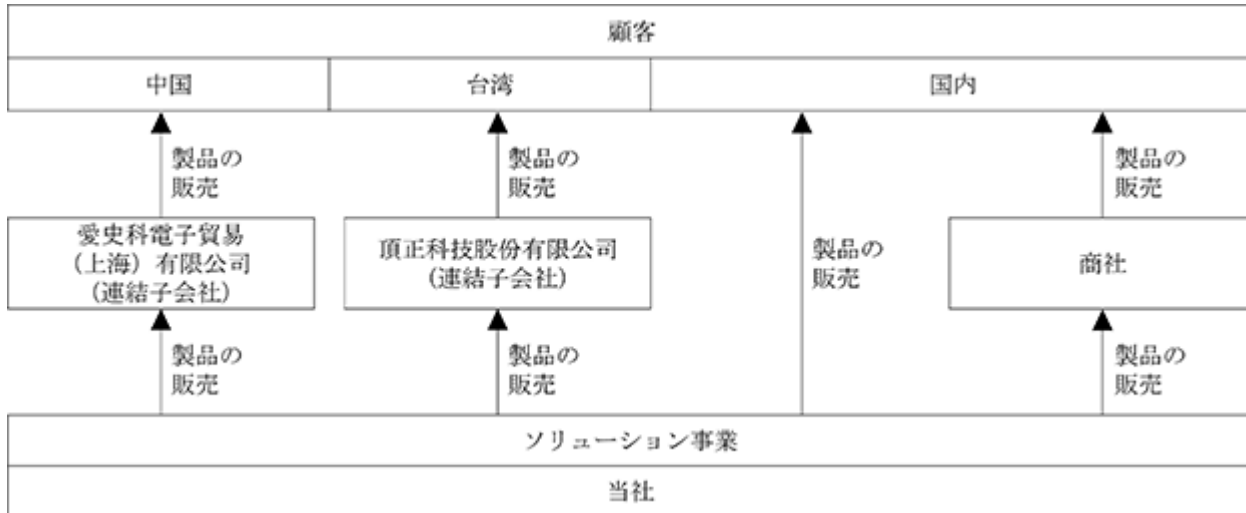 顧客
中国
台湾
国内
製品の
販売
製品の
販売
製品の
販売
愛史科電子貿易
（上海）有限公司
（連結子会社）
頂正科技股份有限公司
（連結子会社）
製品の
販売
商社
製品の
販売
製品の
販売
製品の
販売
ソリューション事業
当社